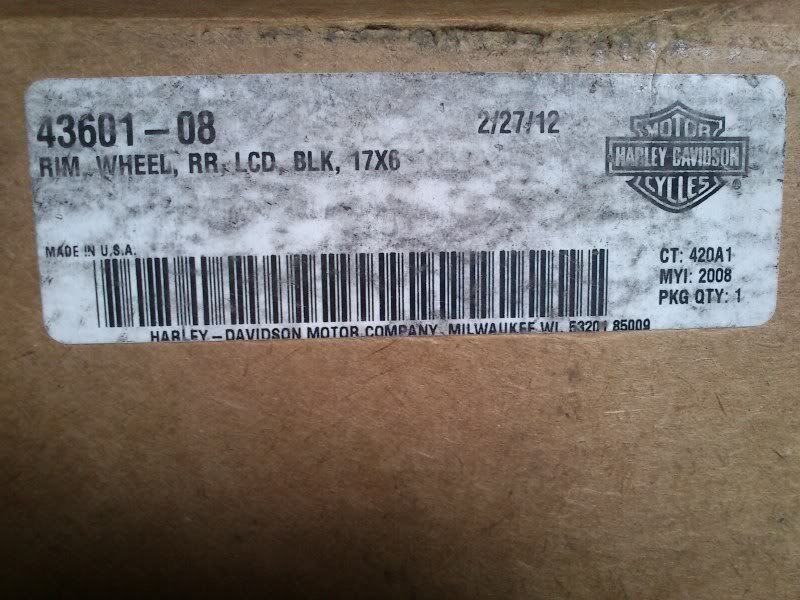 43601-08
2/27/12
RIM, WHEEL, RR, LCD, BLK, 17X6
MOTOR
HARLEY-DAVIDSON
CYCLES
®
MADE IN U.S.A.
CT: 420A1
MYI: 2008
PKG QTY: 1
HARLEY-DAVIDSON MOTOR COMPANY, MILWAUKEE WI, 53201 85009